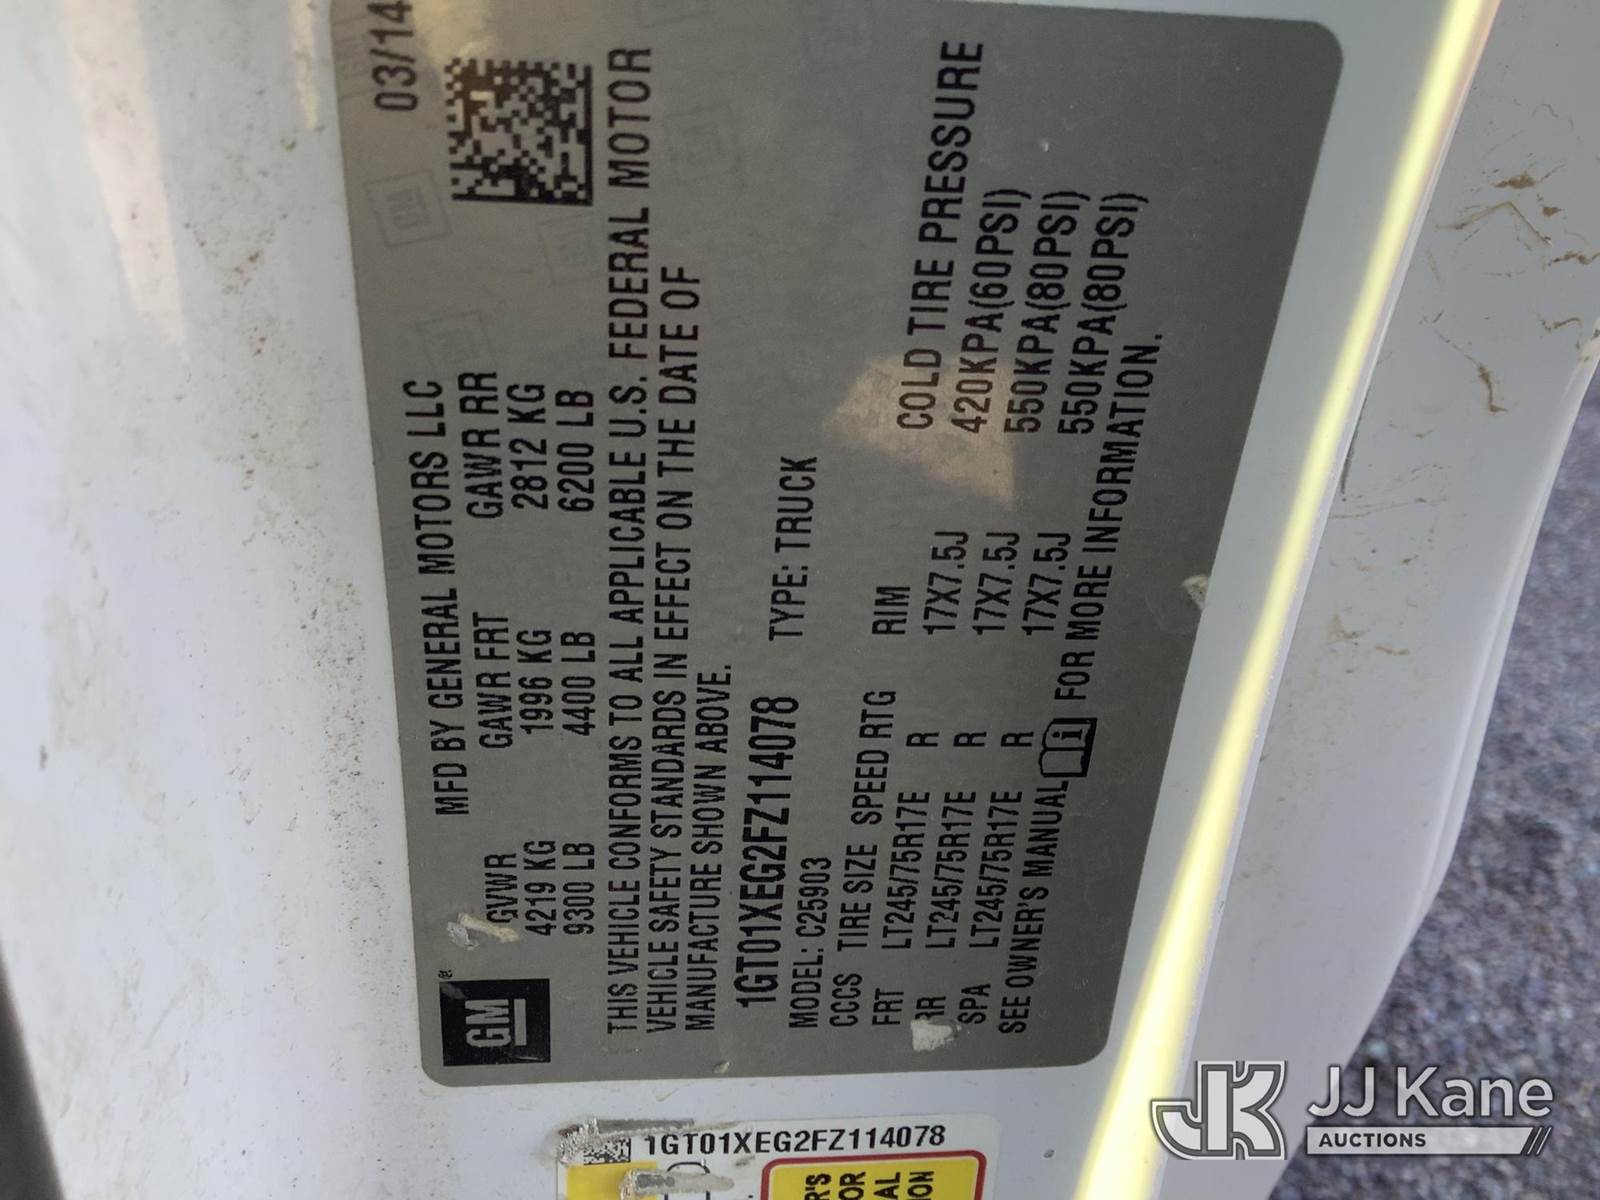 03/14
MFD BY GENERAL MOTORS LLC
GM ®
GVWR GAWR FRT GAWR RR
4219 KG 1996 KG 2812 KG
9300 LB 4400 LB 6200 LB
THIS VEHICLE CONFORMS TO ALL APPLICABLE U.S. FEDERAL MOTOR
VEHICLE SAFETY STANDARDS IN EFFECT ON THE DATE OF
MANUFACTURE SHOWN ABOVE.
1GT01XEG2FZ114078 TYPE: TRUCK
MODEL: C25903
CCCS TIRE SIZE SPEED RTG RIM COLD TIRE PRESSURE
FRT LT245/75R17E R 17X7.5J 420KPA(60PSI)
RR LT245/75R17E R 17X7.5J 550KPA(80PSI)
SPA LT245/75R17E R 17X7.5J 550KPA(80PSI)
SEE OWNER'S MANUAL i FOR MORE INFORMATION.
1GT01XEG2FZ114078
JK JJ Kane
AUCTIONS